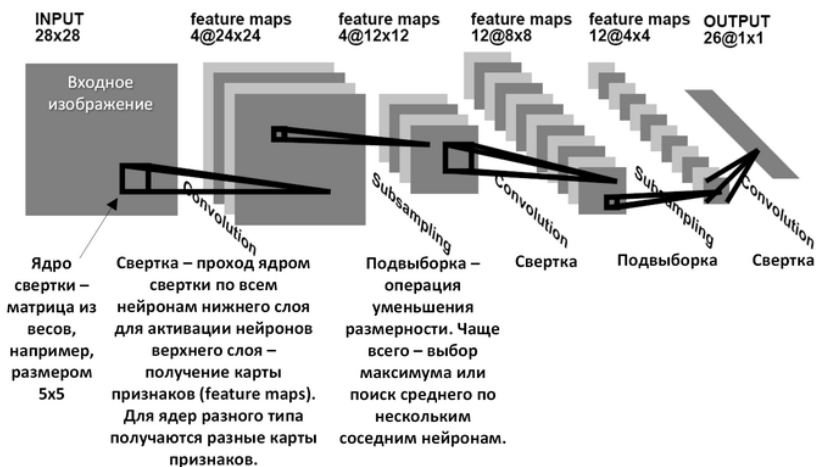 INPUT
28x28
feature maps
4@24x24
feature maps
4@12x12
feature maps
12@8x8
feature maps
12@4x4
OUTPUT
26@1x1
Входное
изображение
Convolution
Subsampling
Convolution
Subsampling
Convolution
Ядро
свертки –
матрица из
весов,
например,
размером
5x5
Свертка – проход ядром
свертки по всем
нейронам нижнего слоя
для активации нейронов
верхнего слоя –
получение карты
признаков (feature maps).
Для ядер разного типа
получаются разные карты
признаков.
Подвыборка –
операция
уменьшения
размерности. Чаще
всего – выбор
максимума или
поиск среднего по
нескольким
соседним нейронам.
Свертка
Подвыборка
Свертка